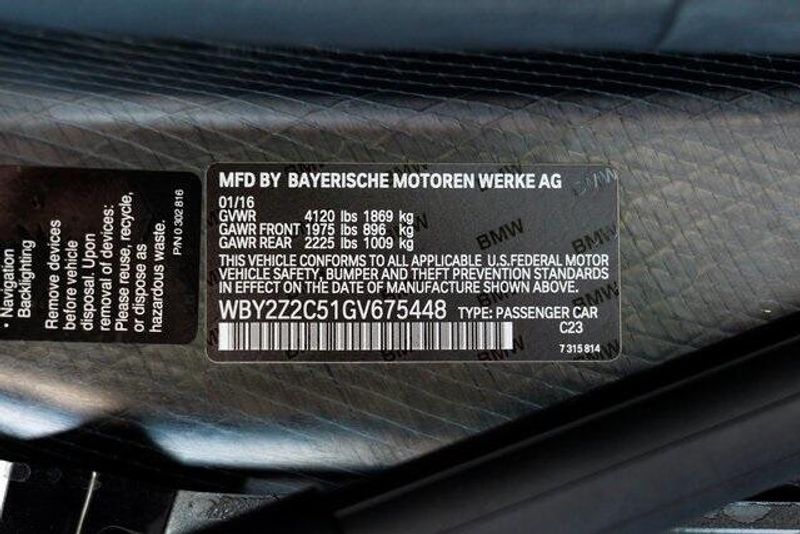 • Navigation
Backlighting
Remove devices
before vehicle
disposal. Upon
removal of devices:
Please reuse, recycle,
or dispose as
hazardous waste.
P/N 0 302 816
MFD BY BAYERISCHE MOTOREN WERKE AG
01/16
GVWR 4120 lbs 1869 kg
GAWR FRONT 1975 lbs 896 kg
GAWR REAR 2225 lbs 1009 kg
THIS VEHICLE CONFORMS TO ALL APPLICABLE U.S.FEDERAL MOTOR
VEHICLE SAFETY, BUMPER AND THEFT PREVENTION STANDARDS
IN EFFECT ON THE DATE OF MANUFACTURE SHOWN ABOVE.
WBY2Z2C51GV675448 TYPE: PASSENGER CAR
C23
7 315 814
BMW
BMW
BMW
BMW